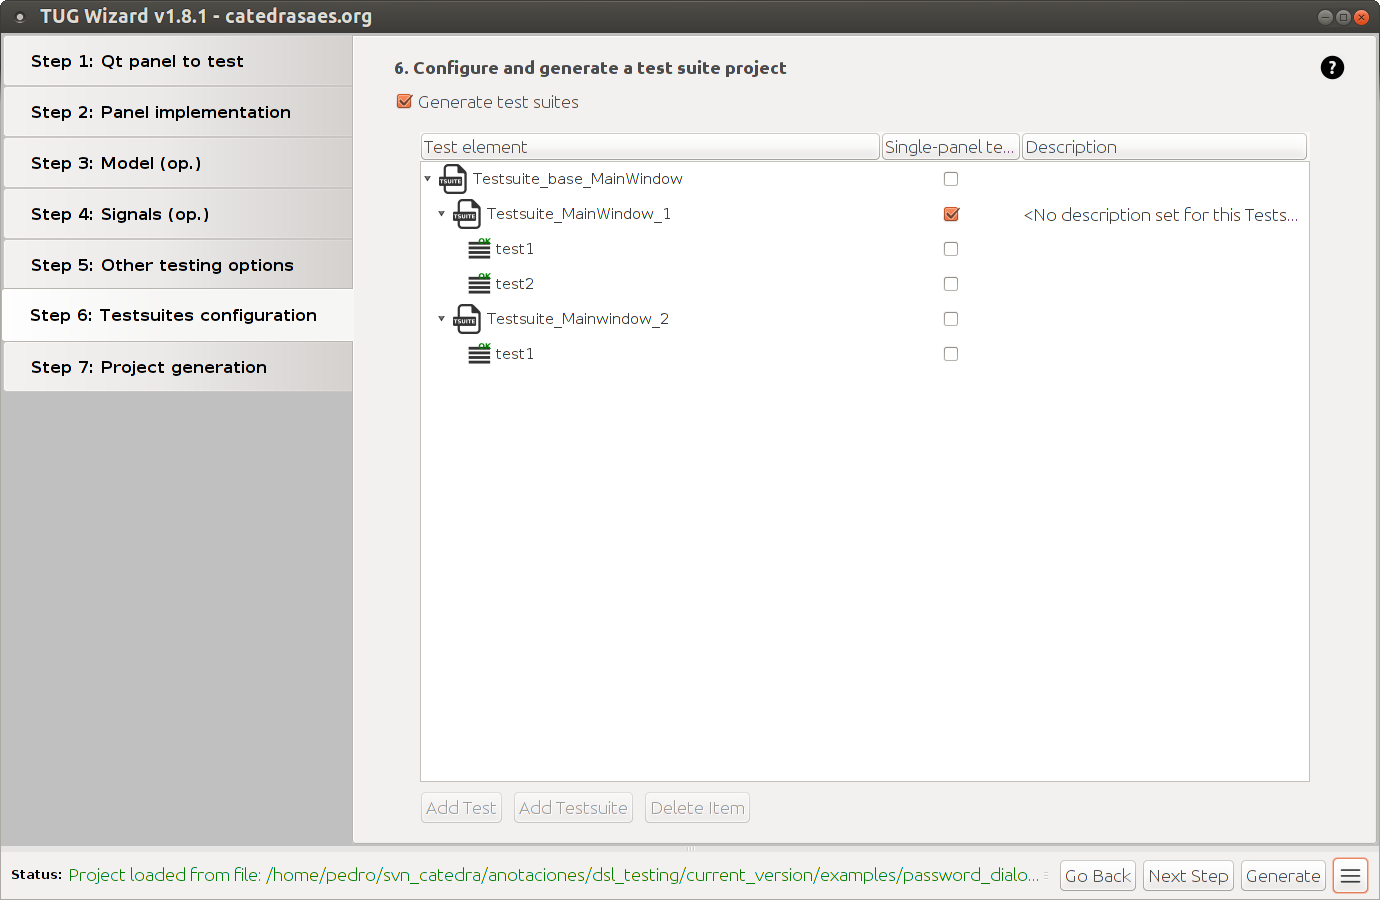 TUG Wizard v1.8.1 - catedrasaes.org
Step 1: Qt panel to test
Step 2: Panel implementation
Step 3: Model (op.)
Step 4: Signals (op.)
Step 5: Other testing options
Step 6: Testsuites configuration
Step 7: Project generation
6. Configure and generate a test suite project
?
Generate test suites
Test element Single-panel te... Description
TSUITE Testsuite_base_MainWindow
TSUITE Testsuite_MainWindow_1 <No description set for this Tests...
OK test1
OK test2
TSUITE Testsuite_Mainwindow_2
OK test1
Add Test Add Testsuite Delete Item
Status: Project loaded from file: /home/pedro/svn_catedra/anotaciones/dsl_testing/current_version/examples/password_dialo... Go Back Next Step Generate